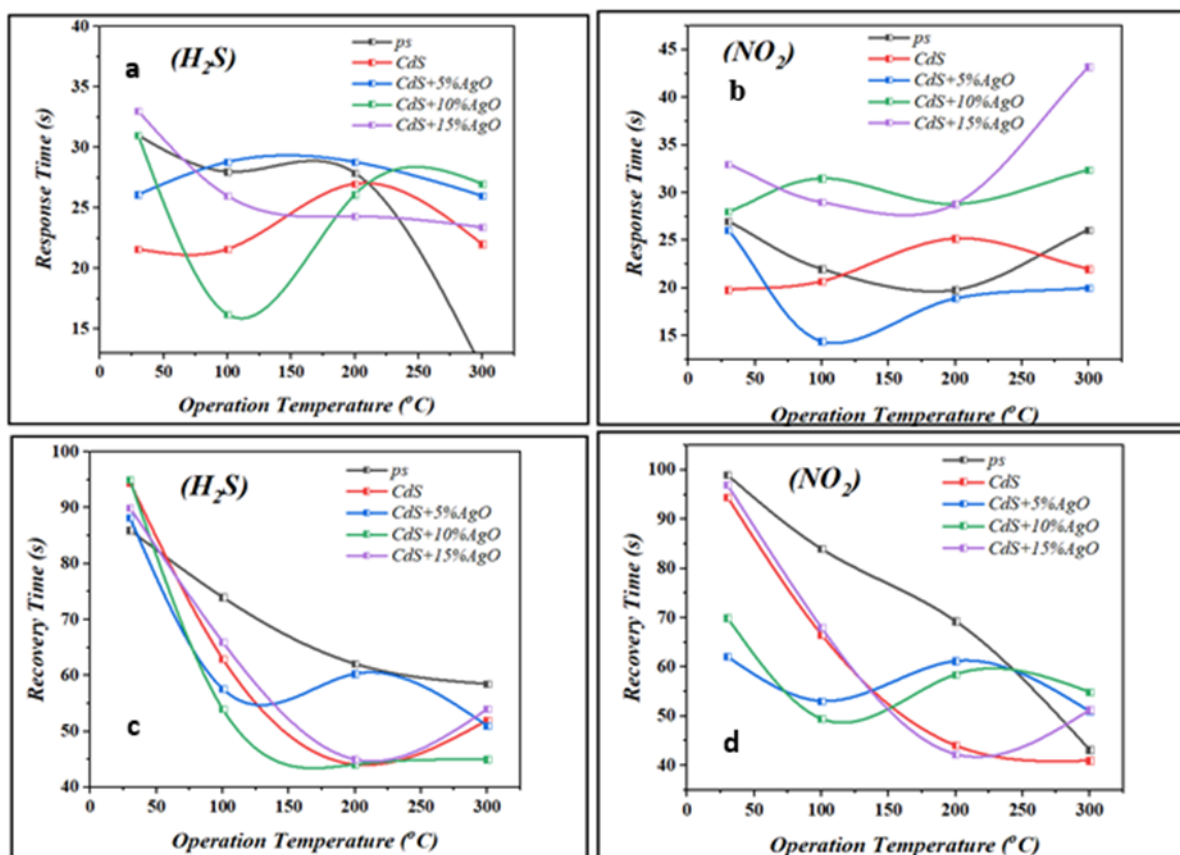 a
(H₂S)
ps
CdS
CdS+5%AgO
CdS+10%AgO
CdS+15%AgO
Response Time (s)
40
35
30
25
20
15
0 50 100 150 200 250 300
Operation Temperature (°C)
b
(NO₂)
ps
CdS
CdS+5%AgO
CdS+10%AgO
CdS+15%AgO
Response Time (s)
45
40
35
30
25
20
15
0 50 100 150 200 250 300
Operation Temperature (°C)
(H₂S)
ps
CdS
CdS+5%AgO
CdS+10%AgO
CdS+15%AgO
Recovery Time (s)
100
90
80
70
60
50
40
c
0 50 100 150 200 250 300
Operation Temperature (°C)
(NO₂)
ps
CdS
CdS+5%AgO
CdS+10%AgO
CdS+15%AgO
Recovery Time (s)
100
90
80
70
60
50
40
d
0 50 100 150 200 250 300
Operation Temperature (°C)